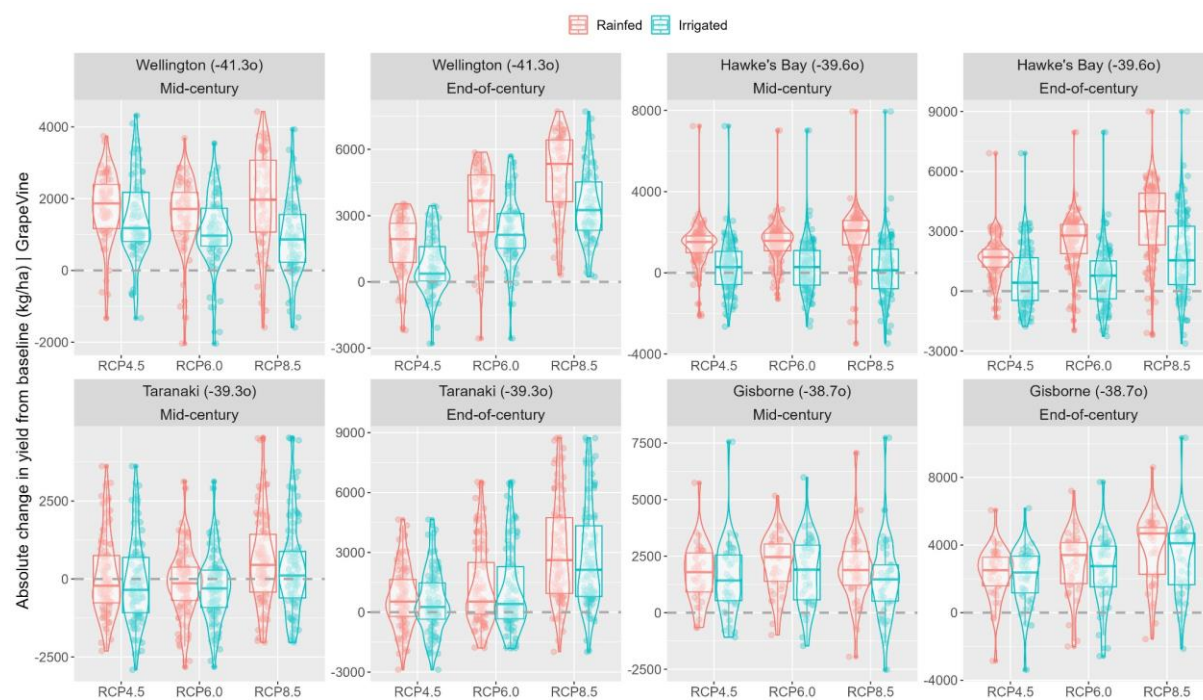 Rainfed Irrigated
Absolute change in yield from baseline (kg/ha) | GrapeVine
Wellington (-41.3o)
Mid-century
4000
2000
0
-2000
RCP4.5 RCP6.0 RCP8.5
Wellington (-41.3o)
End-of-century
6000
3000
0
-3000
RCP4.5 RCP6.0 RCP8.5
Hawke's Bay (-39.6o)
Mid-century
8000
4000
0
-4000
RCP4.5 RCP6.0 RCP8.5
Hawke's Bay (-39.6o)
End-of-century
9000
6000
3000
0
-3000
RCP4.5 RCP6.0 RCP8.5
Taranaki (-39.3o)
Mid-century
2500
0
-2500
RCP4.5 RCP6.0 RCP8.5
Taranaki (-39.3o)
End-of-century
9000
6000
3000
0
-3000
RCP4.5 RCP6.0 RCP8.5
Gisborne (-38.7o)
Mid-century
7500
5000
2500
0
-2500
RCP4.5 RCP6.0 RCP8.5
Gisborne (-38.7o)
End-of-century
8000
4000
0
-4000
RCP4.5 RCP6.0 RCP8.5